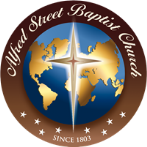 Alfred Street Baptist Church
SINCE 1803